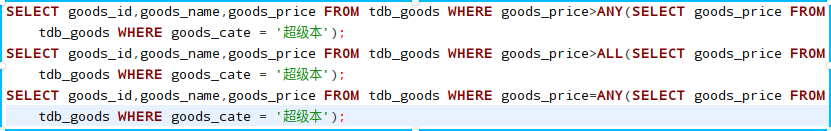 SELECT goods_id,goods_name,goods_price FROM tdb_goods WHERE goods_price>ANY(SELECT goods_price FROM
tdb_goods WHERE goods_cate = '超级本');
SELECT goods_id,goods_name,goods_price FROM tdb_goods WHERE goods_price>ALL(SELECT goods_price FROM
tdb_goods WHERE goods_cate = '超级本');
SELECT goods_id,goods_name,goods_price FROM tdb_goods WHERE goods_price=ANY(SELECT goods_price FROM
tdb_goods WHERE goods_cate = '超级本');